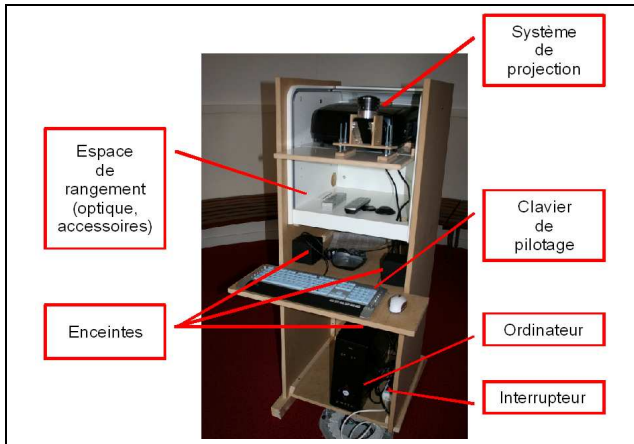 Système
de
projection
Espace
de
rangement
(optique,
accessoires)
Clavier
de
pilotage
Enceintes
Ordinateur
Interrupteur